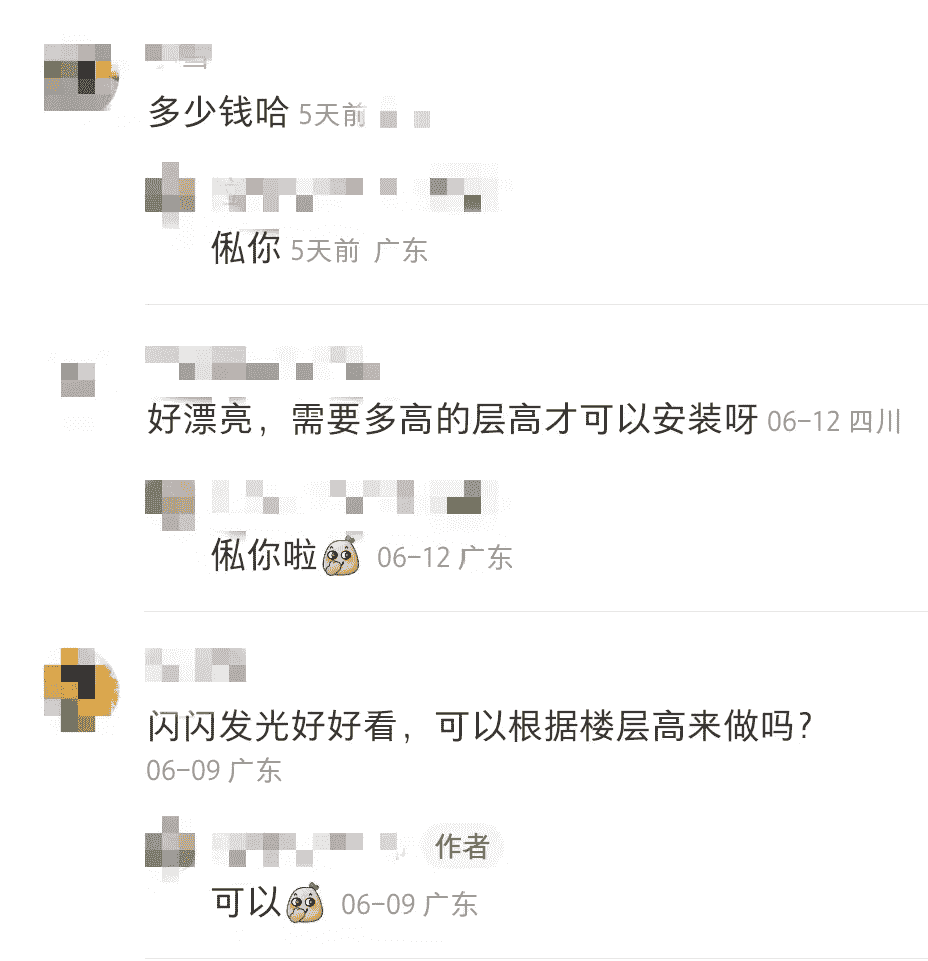 多少钱哈 5天前
俬你 5天前 广东
好漂亮，需要多高的层高才可以安装呀 06-12 四川
俬你啦 06-12 广东
闪闪发光好好看，可以根据楼层高来做吗？
06-09 广东
作者
可以 06-09 广东